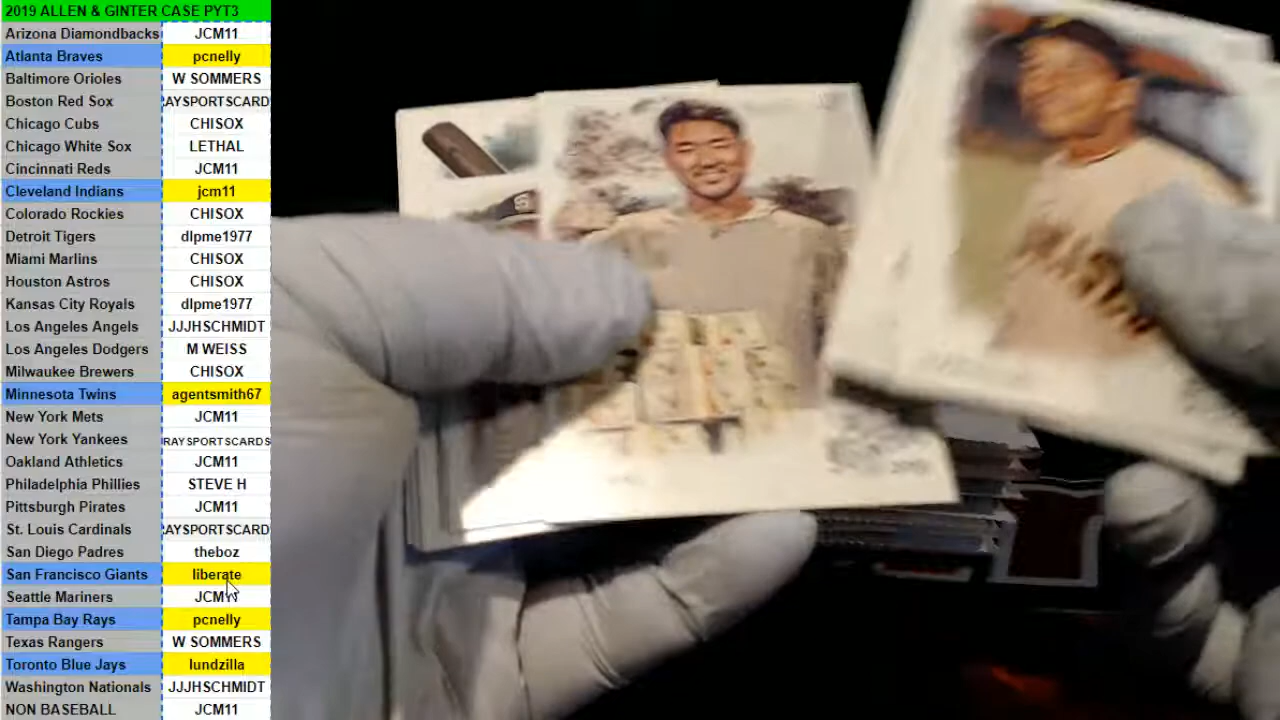 2019 ALLEN & GINTER CASE PYT3
Arizona Diamondbacks JCM11
Atlanta Braves pcnelly
Baltimore Orioles W SOMMERS
Boston Red Sox RAYSPORTSCARD
Chicago Cubs CHISOX
Chicago White Sox LETHAL
Cincinnati Reds JCM11
Cleveland Indians jcm11
Colorado Rockies CHISOX
Detroit Tigers dlpme1977
Miami Marlins CHISOX
Houston Astros CHISOX
Kansas City Royals dlpme1977
Los Angeles Angels JJJHSCHMIDT
Los Angeles Dodgers M WEISS
Milwaukee Brewers CHISOX
Minnesota Twins agentsmith67
New York Mets JCM11
New York Yankees RAYSPORTSCARDS
Oakland Athletics JCM11
Philadelphia Phillies STEVE H
Pittsburgh Pirates JCM11
St. Louis Cardinals RAYSPORTSCARD
San Diego Padres theboz
San Francisco Giants liberate
Seattle Mariners JCM11
Tampa Bay Rays pcnelly
Texas Rangers W SOMMERS
Toronto Blue Jays lundzilla
Washington Nationals JJJHSCHMIDT
NON BASEBALL JCM11